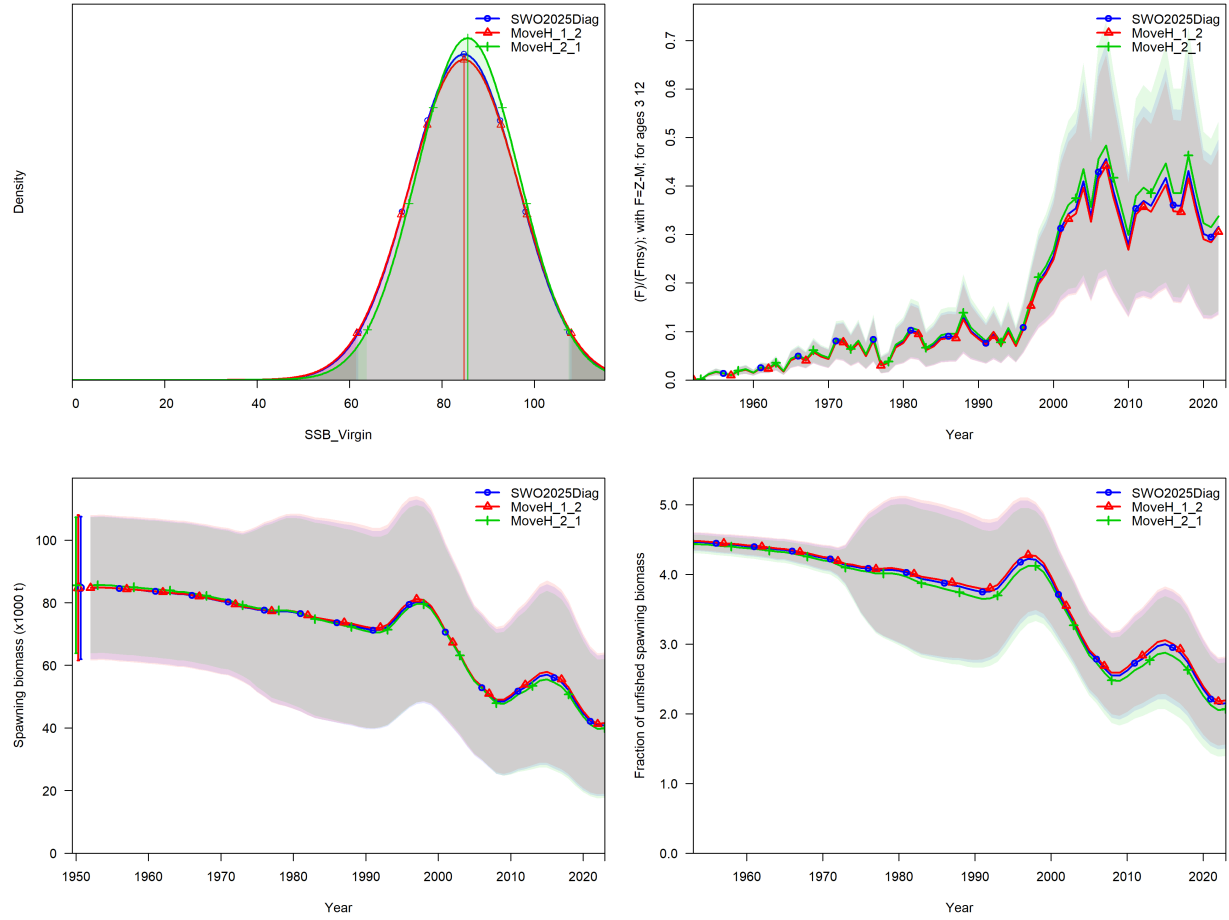 SWO2025Diag
MoveH_1_2
MoveH_2_1
Density
0 20 40 60 80 100
SSB_Virgin
SWO2025Diag
MoveH_1_2
MoveH_2_1
(F)/(Fmsy); with F=Z-M; for ages 3 12
0.7
0.6
0.5
0.4
0.3
0.2
0.1
0.0
1960 1970 1980 1990 2000 2010 2020
Year
SWO2025Diag
MoveH_1_2
MoveH_2_1
Spawning biomass (x1000 t)
100
80
60
40
20
0
1950 1960 1970 1980 1990 2000 2010 2020
Year
SWO2025Diag
MoveH_1_2
MoveH_2_1
Fraction of unfished spawning biomass
5.0
4.0
3.0
2.0
1.0
0.0
1960 1970 1980 1990 2000 2010 2020
Year